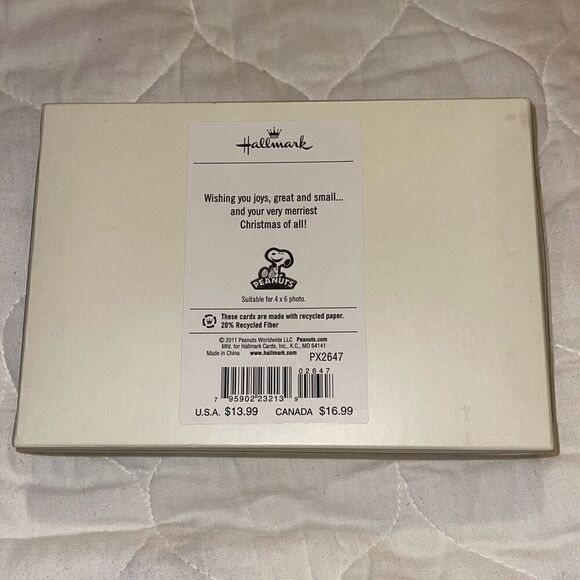 Hallmark
Wishing you joys, great and small...
and your very merriest
Christmas of all!
PEANUTS
Suitable for 4 x 6 photo.
These cards are made with recycled paper.
20% Recycled Fiber
© 2011 Peanuts Worldwide LLC Peanuts.com
Mfd. for Hallmark Cards, Inc., K.C., MO 64141
Made in China www.hallmark.com PX2647
02647
7 95902 23213 9
U.S.A. $13.99 CANADA $16.99